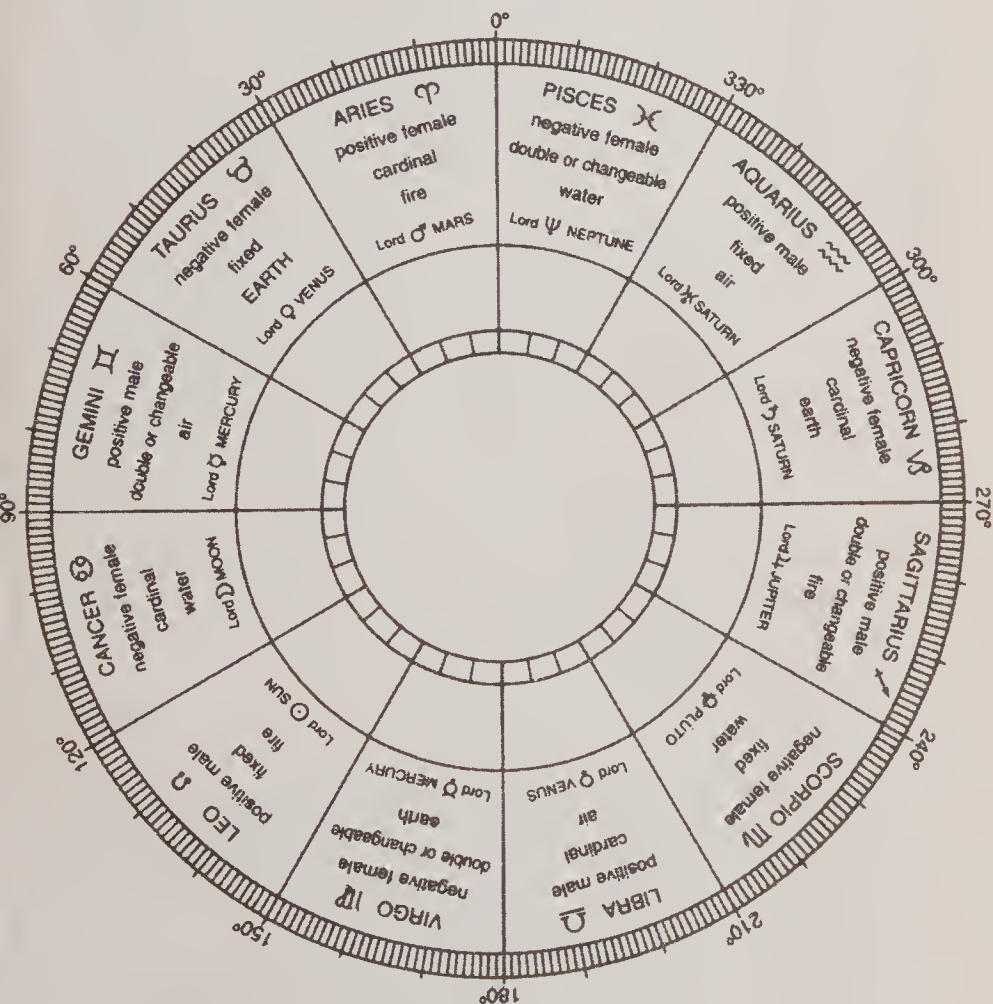 0°
ARIES ♈
positive female
cardinal
fire
Lord ♂ MARS
30°
TAURUS ♉
negative female
fixed
EARTH
Lord ♀ VENUS
60°
GEMINI ♊
positive male
double or changeable
air
Lord ☿ MERCURY
90°
CANCER ♋
negative female
cardinal
water
Lord ☽ MOON
120°
LEO ♌
positive male
fixed
fire
Lord ☉ SUN
150°
VIRGO ♍
negative female
double or changeable
earth
Lord ☿ MERCURY
180°
LIBRA ♎
positive male
cardinal
air
Lord ♀ VENUS
210°
SCORPIO ♏
negative female
fixed
water
Lord PLUTO
240°
SAGITTARIUS ♐
positive male
double or changeable
fire
Lord ♃ JUPITER
270°
CAPRICORN ♑
negative female
cardinal
earth
Lord ♄ SATURN
300°
AQUARIUS ♒
positive male
fixed
air
Lord SATURN
330°
PISCES ♓
negative female
double or changeable
water
Lord ♆ NEPTUNE